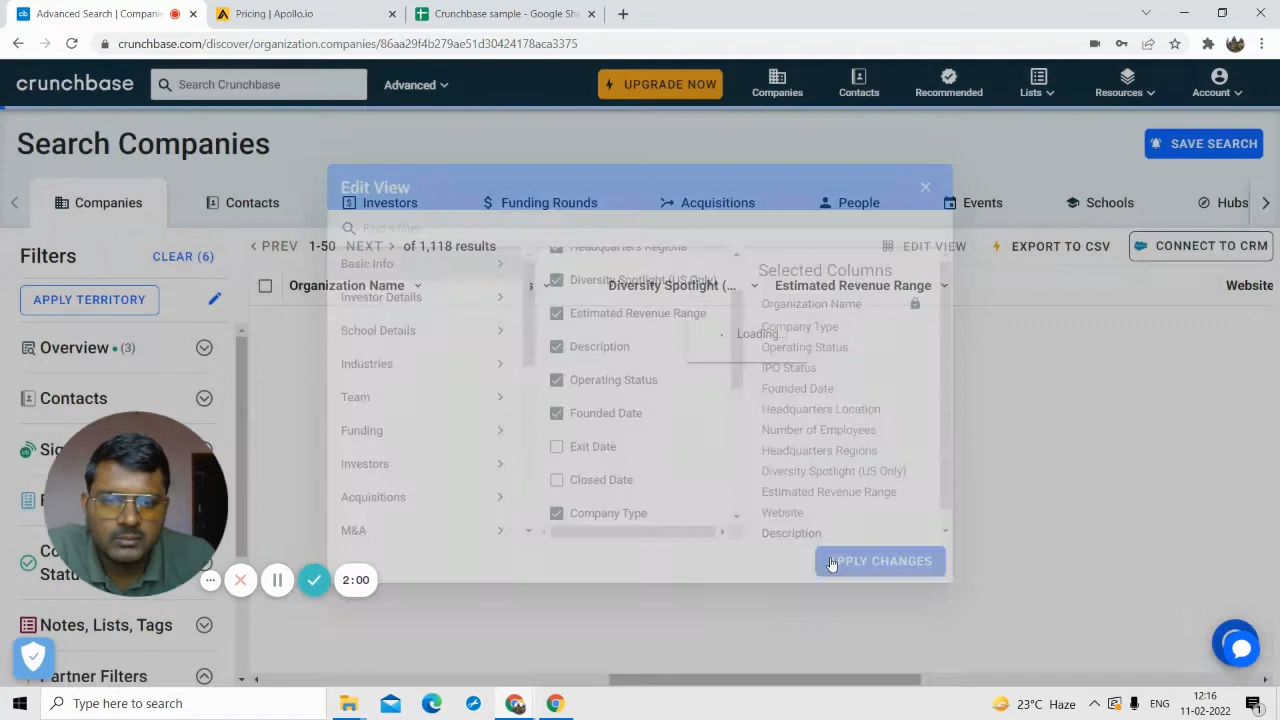 Advanced Search | Companie
Pricing | Apollo.io
Crunchbase sample - Google She
crunchbase.com/discover/organization.companies/86aa29f4b279ae51d30424178aca3375
crunchbase
Search Crunchbase
Advanced
UPGRADE NOW
Companies
Contacts
Recommended
Lists
Resources
Account
Search Companies
SAVE SEARCH
Companies
Contacts
Investors
Funding Rounds
Acquisitions
People
Events
Schools
Hubs
Edit View
Filters
CLEAR (6)
PREV 1-50 NEXT of 1,118 results
EDIT VIEW
EXPORT TO CSV
CONNECT TO CRM
APPLY TERRITORY
Organization Name
Diversity Spotlight (...
Estimated Revenue Range
Website
Find a filter...
Basic Info
Investor Details
School Details
Industries
Team
Funding
Investors
Acquisitions
M&A
Headquarters Regions
Diversity Spotlight (US Only)
Estimated Revenue Range
Description
Operating Status
Founded Date
Exit Date
Closed Date
Company Type
Loading...
Selected Columns
Organization Name
Company Type
Operating Status
IPO Status
Founded Date
Headquarters Location
Number of Employees
Headquarters Regions
Diversity Spotlight (US Only)
Estimated Revenue Range
Website
Description
APPLY CHANGES
Overview • (3)
Contacts
Notes, Lists, Tags
Partner Filters
2:00
Type here to search
23°C Haze
ENG
12:16
11-02-2022